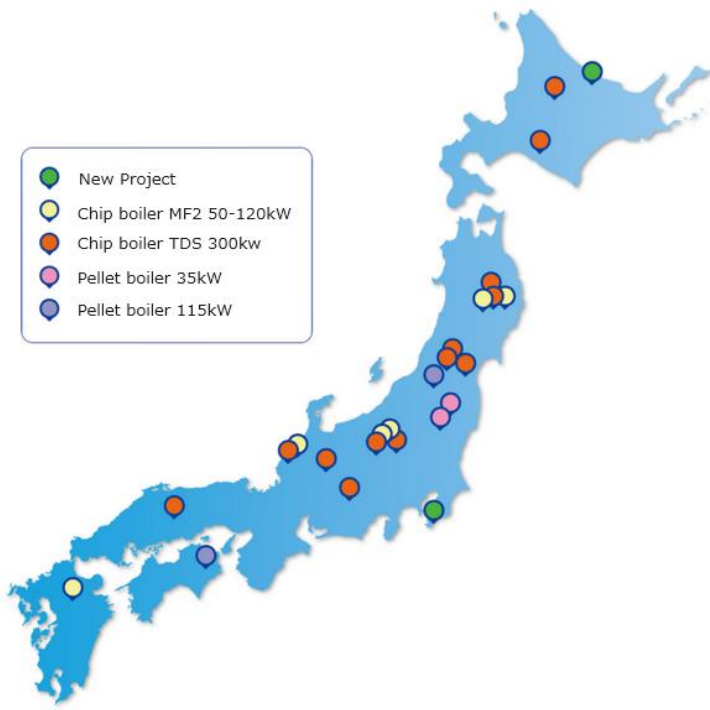 New Project
Chip boiler MF2 50-120kW
Chip boiler TDS 300kw
Pellet boiler 35kW
Pellet boiler 115kW